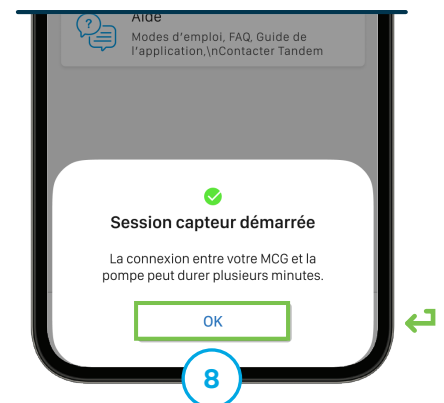 Aide
Modes d'emploi, FAQ, Guide de
l'application,\nContacter Tandem
Session capteur démarrée
La connexion entre votre MCG et la
pompe peut durer plusieurs minutes.
OK
8